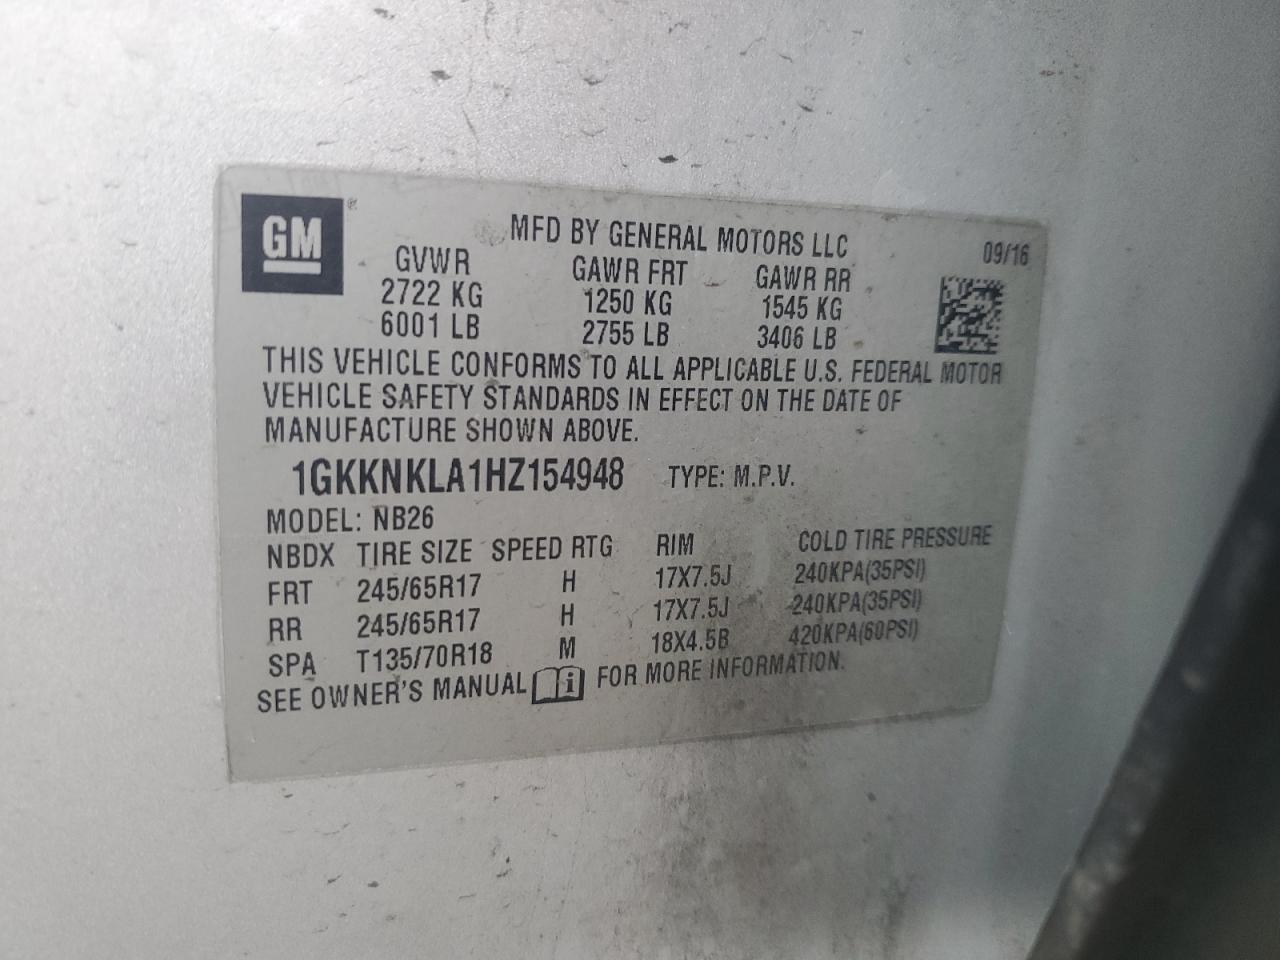 GM ®
MFD BY GENERAL MOTORS LLC 09/16
GVWR GAWR FRT GAWR RR
2722 KG 1250 KG 1545 KG
6001 LB 2755 LB 3406 LB
THIS VEHICLE CONFORMS TO ALL APPLICABLE U.S. FEDERAL MOTOR
VEHICLE SAFETY STANDARDS IN EFFECT ON THE DATE OF
MANUFACTURE SHOWN ABOVE.
1GKKNKLA1HZ154948 TYPE: M.P.V.
MODEL: NB26
NBDX TIRE SIZE SPEED RTG RIM COLD TIRE PRESSURE
FRT 245/65R17 H 17X7.5J 240KPA(35PSI)
RR 245/65R17 H 17X7.5J 240KPA(35PSI)
SPA T135/70R18 M 18X4.5B 420KPA(60PSI)
SEE OWNER'S MANUAL i FOR MORE INFORMATION.